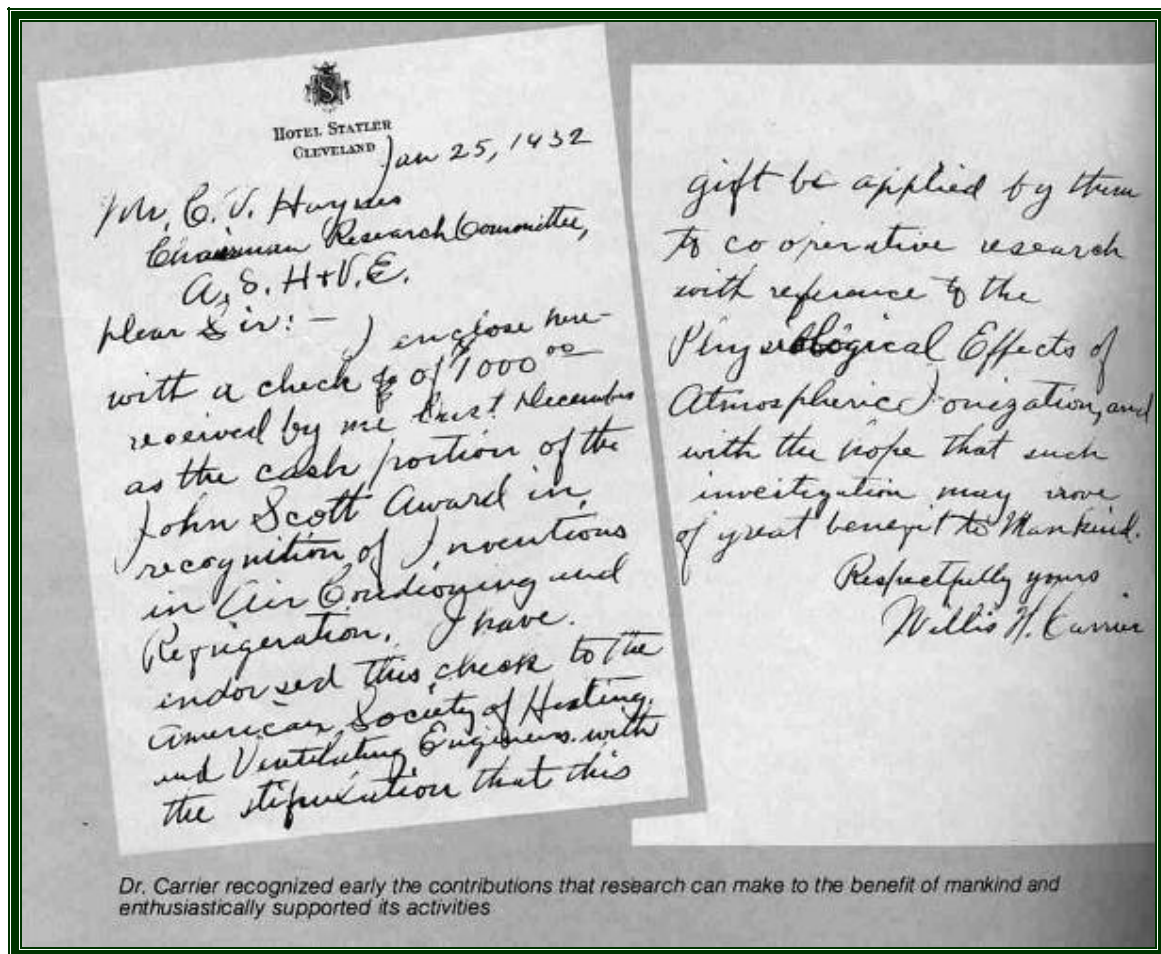 HOTEL STATLER
CLEVELAND
Jan 25, 1932
Mr. C. V. Haynes
Chairman Research Committee,
A. S. H + V. E.
Dear Sir: —
I enclose here-
with a check of 1000 00
received by me last December
as the cash portion of the
John Scott Award in
recognition of Inventions
in Air Condioning and
Refrigeration. I have
endorsed this check to the
American Society of Heating
and Ventilating Engineers with
the stipulation that this
gift be applied by them
to cooperative research
with reference to the
Physiological Effects of
Atmospheric Ionization, and
with the hope that such
investigation may prove
of great benefit to Mankind.
Respectfully yours
Willis H. Carrier
Dr. Carrier recognized early the contributions that research can make to the benefit of mankind and
enthusiastically supported its activities